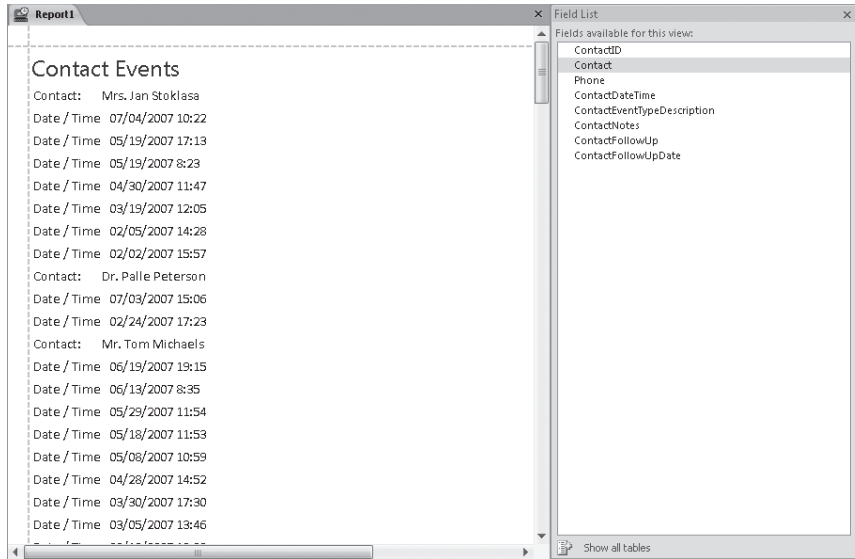 Report1
Contact Events
Contact: Mrs. Jan Stoklasa
Date / Time 07/04/2007 10:22
Date / Time 05/19/2007 17:13
Date / Time 05/19/2007 8:23
Date / Time 04/30/2007 11:47
Date / Time 03/19/2007 12:05
Date / Time 02/05/2007 14:28
Date / Time 02/02/2007 15:57
Contact: Dr. Palle Peterson
Date / Time 07/03/2007 15:06
Date / Time 02/24/2007 17:23
Contact: Mr. Tom Michaels
Date / Time 06/19/2007 19:15
Date / Time 06/13/2007 8:35
Date / Time 05/29/2007 11:54
Date / Time 05/18/2007 11:53
Date / Time 05/08/2007 10:59
Date / Time 04/28/2007 14:52
Date / Time 03/30/2007 17:30
Date / Time 03/05/2007 13:46
Field List
Fields available for this view:
ContactID
Contact
Phone
ContactDateTime
ContactEventTypeDescription
ContactNotes
ContactFollowUp
ContactFollowUpDate
Show all tables